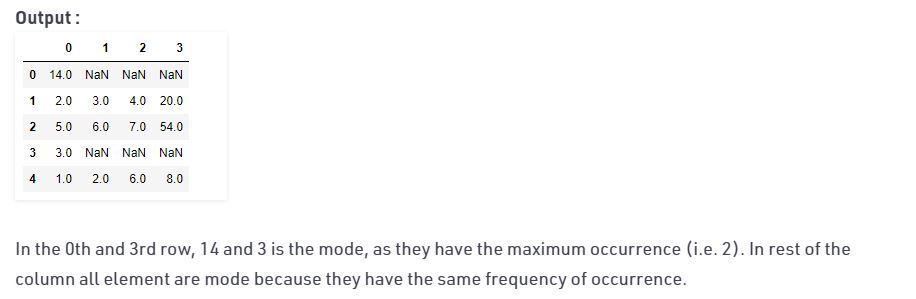 Output :
0 1 2 3
0 14.0 NaN NaN NaN
1 2.0 3.0 4.0 20.0
2 5.0 6.0 7.0 54.0
3 3.0 NaN NaN NaN
4 1.0 2.0 6.0 8.0
In the 0th and 3rd row, 14 and 3 is the mode, as they have the maximum occurrence (i.e. 2). In rest of the
column all element are mode because they have the same frequency of occurrence.